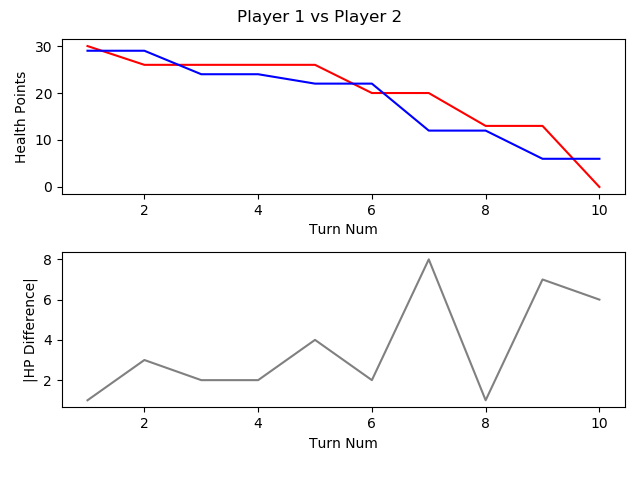 Player 1 vs Player 2
30
20
10
0
Health Points
2 4 6 8 10
Turn Num
8
6
4
2
|HP Difference|
2 4 6 8 10
Turn Num